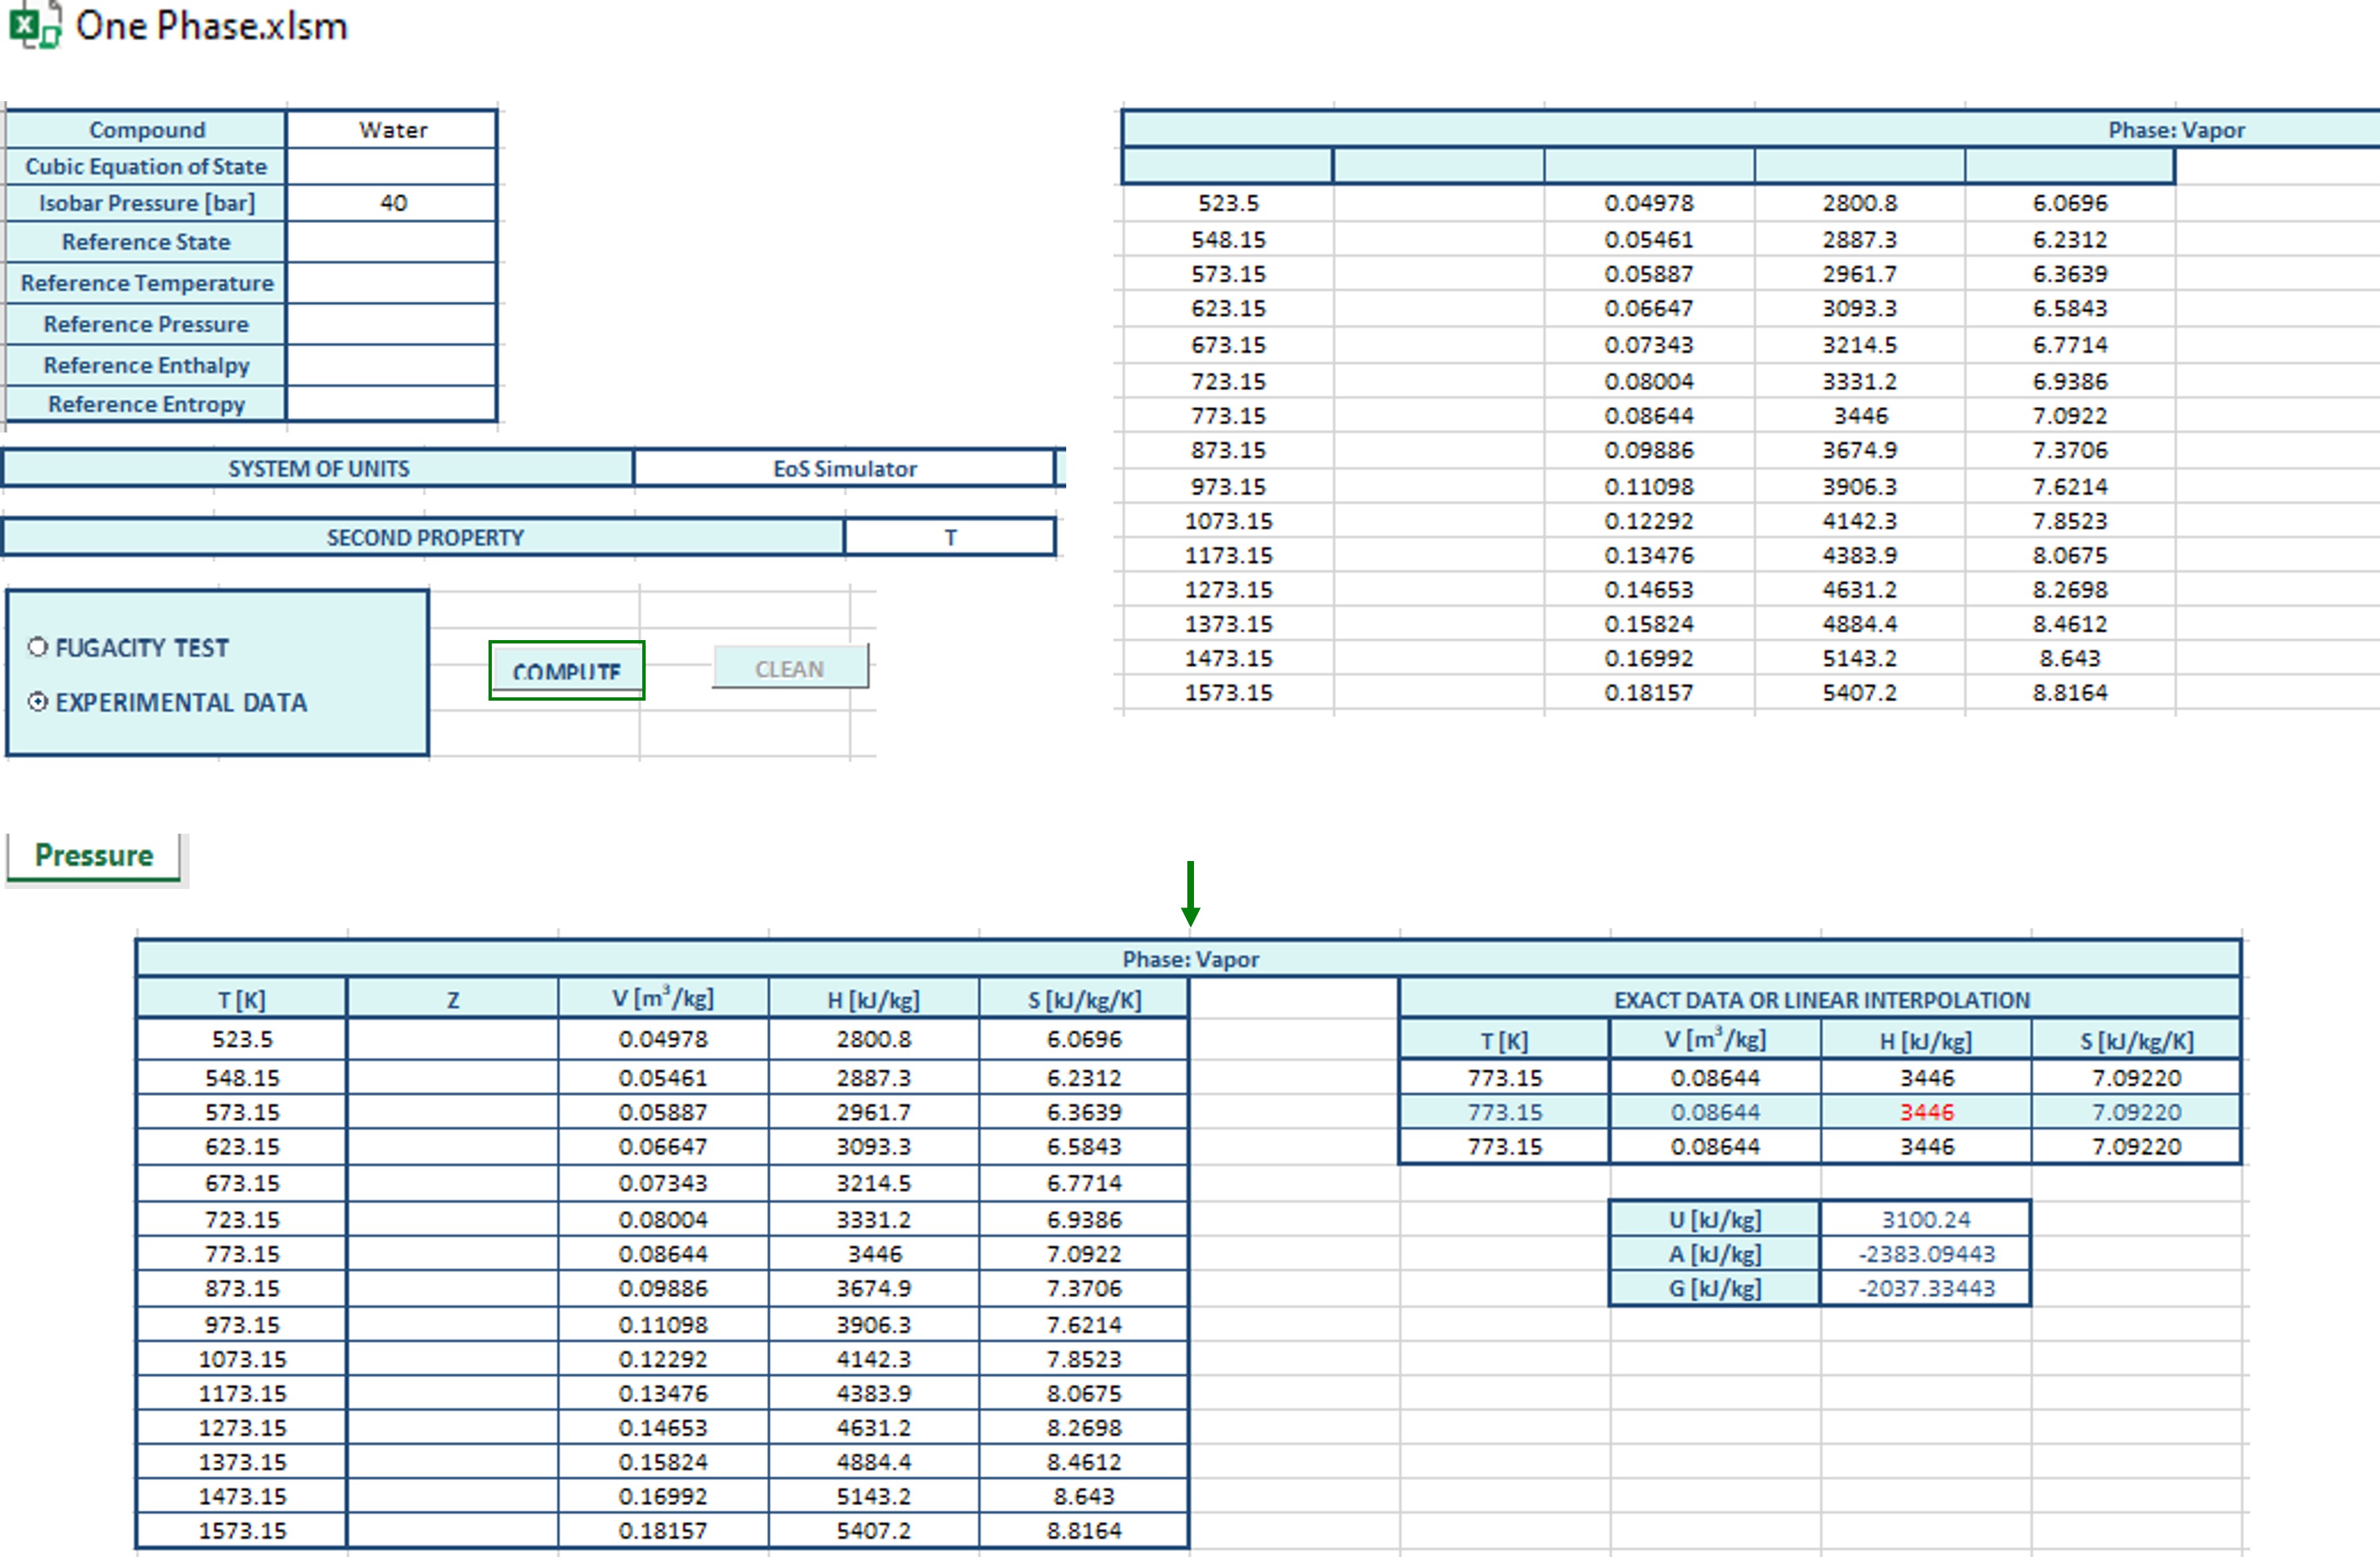 One Phase.xlsm
Compound Water
Cubic Equation of State
Isobar Pressure [bar] 40
Reference State
Reference Temperature
Reference Pressure
Reference Enthalpy
Reference Entropy
SYSTEM OF UNITS EoS Simulator
SECOND PROPERTY T
FUGACITY TEST
EXPERIMENTAL DATA
COMPUTE CLEAN
Phase: Vapor
523.5 0.04978 2800.8 6.0696
548.15 0.05461 2887.3 6.2312
573.15 0.05887 2961.7 6.3639
623.15 0.06647 3093.3 6.5843
673.15 0.07343 3214.5 6.7714
723.15 0.08004 3331.2 6.9386
773.15 0.08644 3446 7.0922
873.15 0.09886 3674.9 7.3706
973.15 0.11098 3906.3 7.6214
1073.15 0.12292 4142.3 7.8523
1173.15 0.13476 4383.9 8.0675
1273.15 0.14653 4631.2 8.2698
1373.15 0.15824 4884.4 8.4612
1473.15 0.16992 5143.2 8.643
1573.15 0.18157 5407.2 8.8164
Pressure
Phase: Vapor
T [K] Z V [m³/kg] H [kJ/kg] S [kJ/kg/K]
523.5 0.04978 2800.8 6.0696
548.15 0.05461 2887.3 6.2312
573.15 0.05887 2961.7 6.3639
623.15 0.06647 3093.3 6.5843
673.15 0.07343 3214.5 6.7714
723.15 0.08004 3331.2 6.9386
773.15 0.08644 3446 7.0922
873.15 0.09886 3674.9 7.3706
973.15 0.11098 3906.3 7.6214
1073.15 0.12292 4142.3 7.8523
1173.15 0.13476 4383.9 8.0675
1273.15 0.14653 4631.2 8.2698
1373.15 0.15824 4884.4 8.4612
1473.15 0.16992 5143.2 8.643
1573.15 0.18157 5407.2 8.8164
EXACT DATA OR LINEAR INTERPOLATION
T [K] V [m³/kg] H [kJ/kg] S [kJ/kg/K]
773.15 0.08644 3446 7.09220
773.15 0.08644 3446 7.09220
773.15 0.08644 3446 7.09220
U [kJ/kg] 3100.24
A [kJ/kg] -2383.09443
G [kJ/kg] -2037.33443